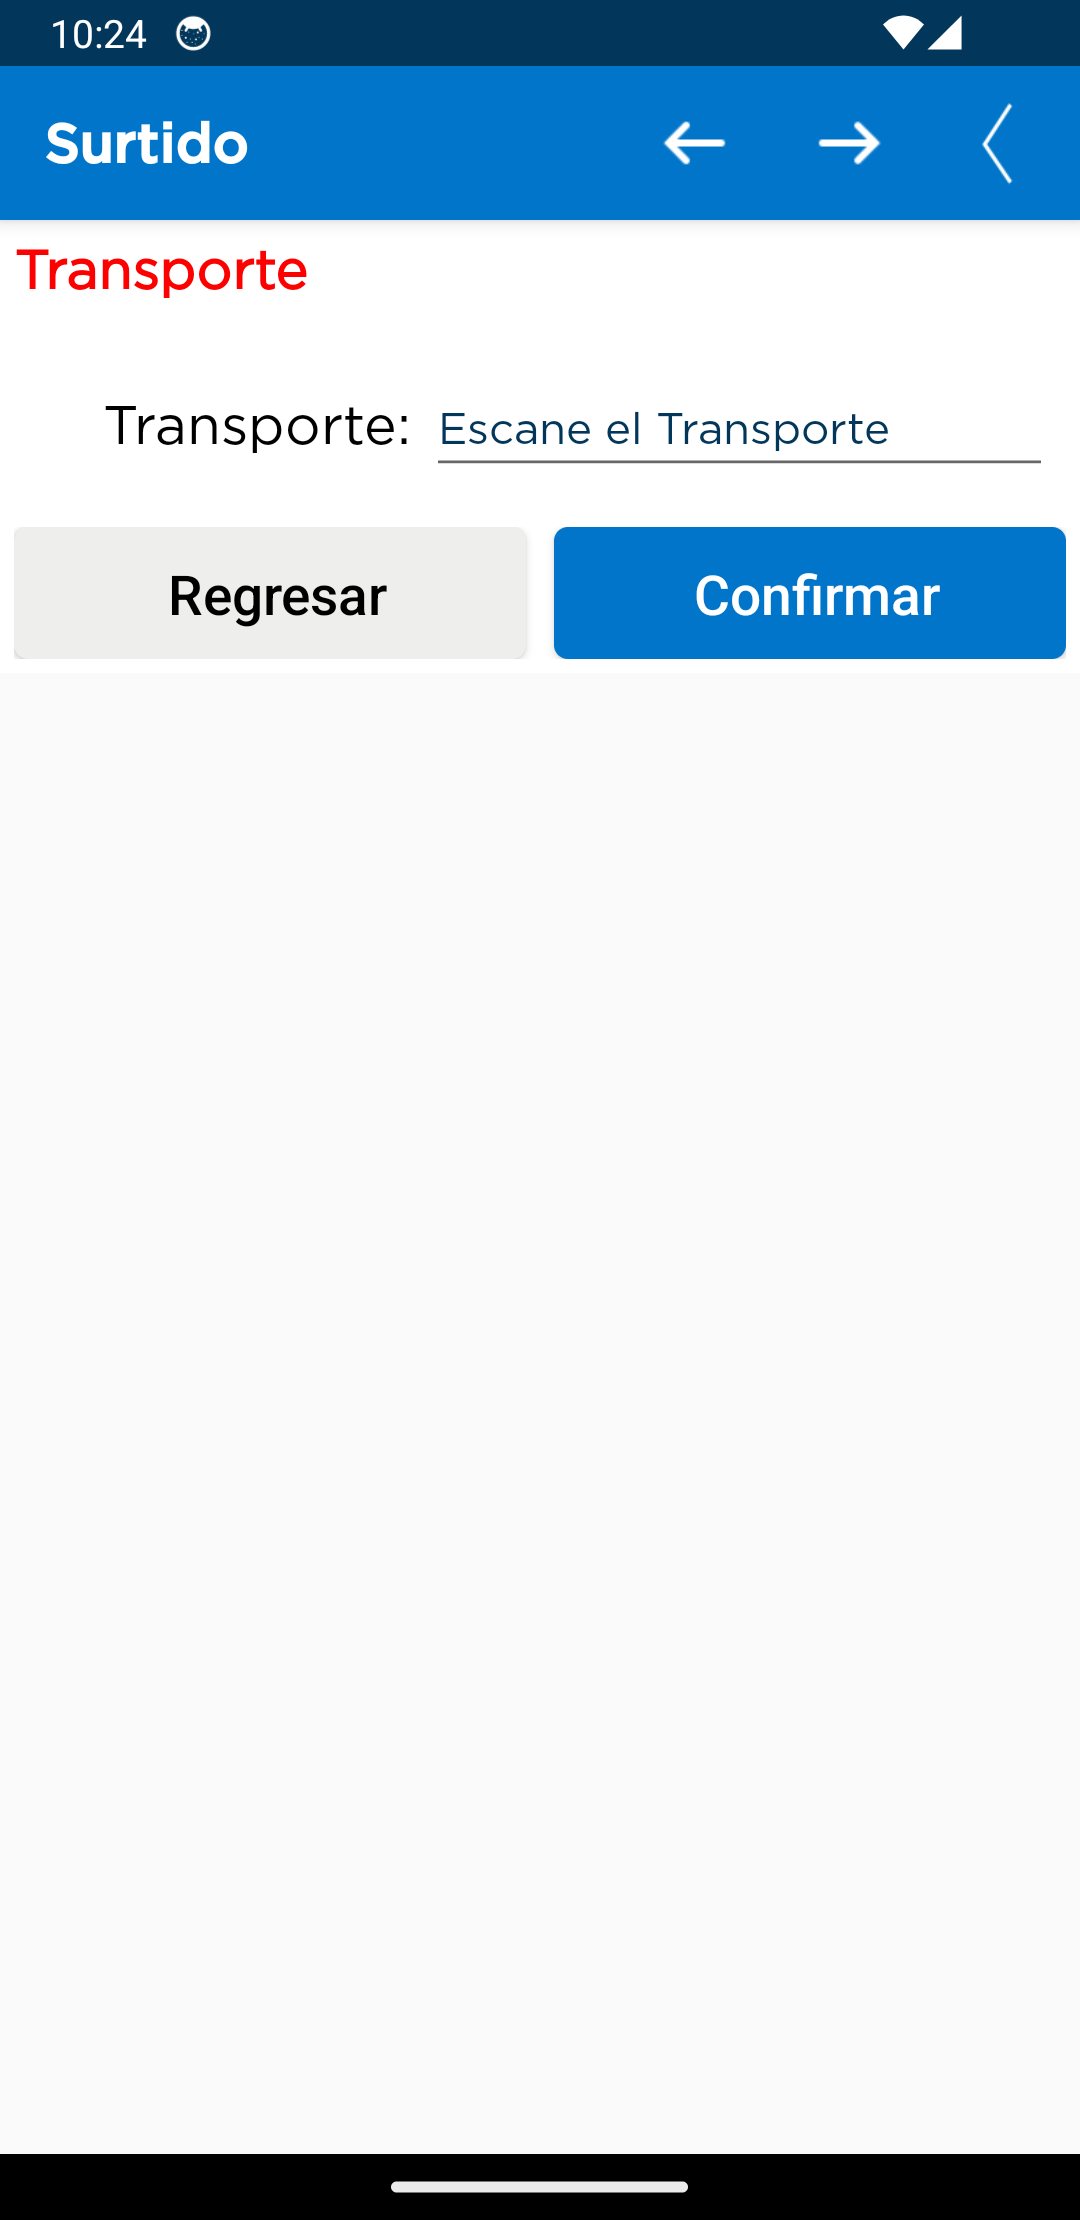 10:24
Surtido
Transporte
Transporte: Escane el Transporte
Regresar Confirmar